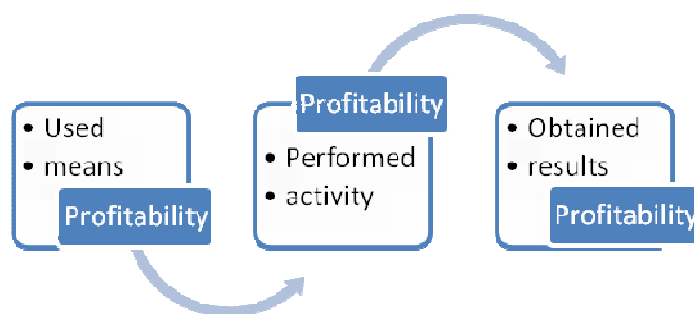 • Used
• means
Profitability
Profitability
• Performed
• activity
• Obtained
• results
Profitability